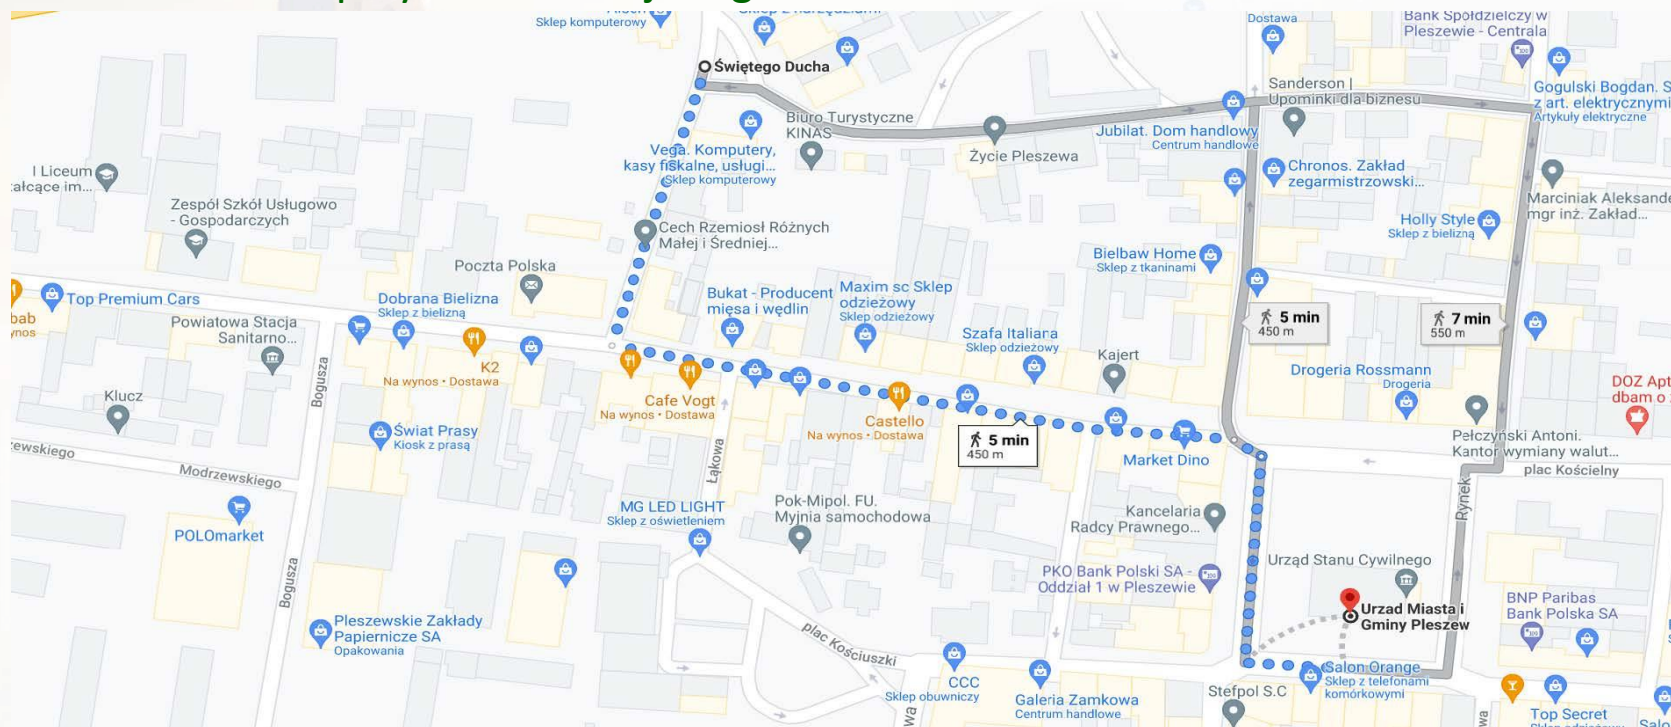 Sklep komputerowy
Dostawa
Bank Spółdzielczy w
Pleszewie - Centrala
Świętego Ducha
Sanderson |
Upominki dla biznesu
Gogulski Bogdan. S
z art. elektrycznymi
Artykuły elektryczne
Biuro Turystyczne
KINAS
Jubilat. Dom handlowy
Centrum handlowe
Życie Pleszewa
Vega. Komputery,
kasy fiskalne, usługi...
Sklep komputerowy
I Liceum
tałcące im...
Chronos. Zakład
zegarmistrzowski...
Zespół Szkół Usługowo
- Gospodarczych
Marciniak Aleksande
mgr inż. Zakład...
Cech Rzemiosł Różnych
Małej i Średniej...
Holly Style
Sklep z bielizną
Bielbaw Home
Sklep z tkaninami
Poczta Polska
Top Premium Cars
Dobrana Bielizna
Sklep z bielizną
Bukat - Producent
mięsa i wędlin
Maxim sc Sklep
odzieżowy
Sklep odzieżowy
bab
wynos
Powiatowa Stacja
Sanitarno...
5 min
450 m
7 min
550 m
Szafa Italiana
Sklep odzieżowy
Kajert
K2
Na wynos • Dostawa
Bogusza
Drogeria Rossmann
Drogeria
DOZ Apt
dbam o z
Klucz
Cafe Vogt
Na wynos • Dostawa
Castello
Na wynos • Dostawa
Świat Prasy
Kiosk z prasą
5 min
450 m
Pełczyński Antoni.
Kantor wymiany walut...
zewskiego
Modrzewskiego
Łąkowa
Market Dino
plac Kościelny
Rynek
MG LED LIGHT
Sklep z oświetleniem
Pok-Mipol. FU.
Myjnia samochodowa
Kancelaria
Radcy Prawnego...
POLOmarket
Bogusza
PKO Bank Polski SA -
Oddział 1 w Pleszewie
Urząd Stanu Cywilnego
BNP Paribas
Bank Polska SA
Urzad Miasta i
Gminy Pleszew
Pleszewskie Zakłady
Papiernicze SA
Opakowania
plac Kościuszki
CCC
Sklep obuwniczy
Galeria Zamkowa
Centrum handlowe
Salon Orange
Sklep z telefonami
komórkowymi
Stefpol S.C
Top Secret